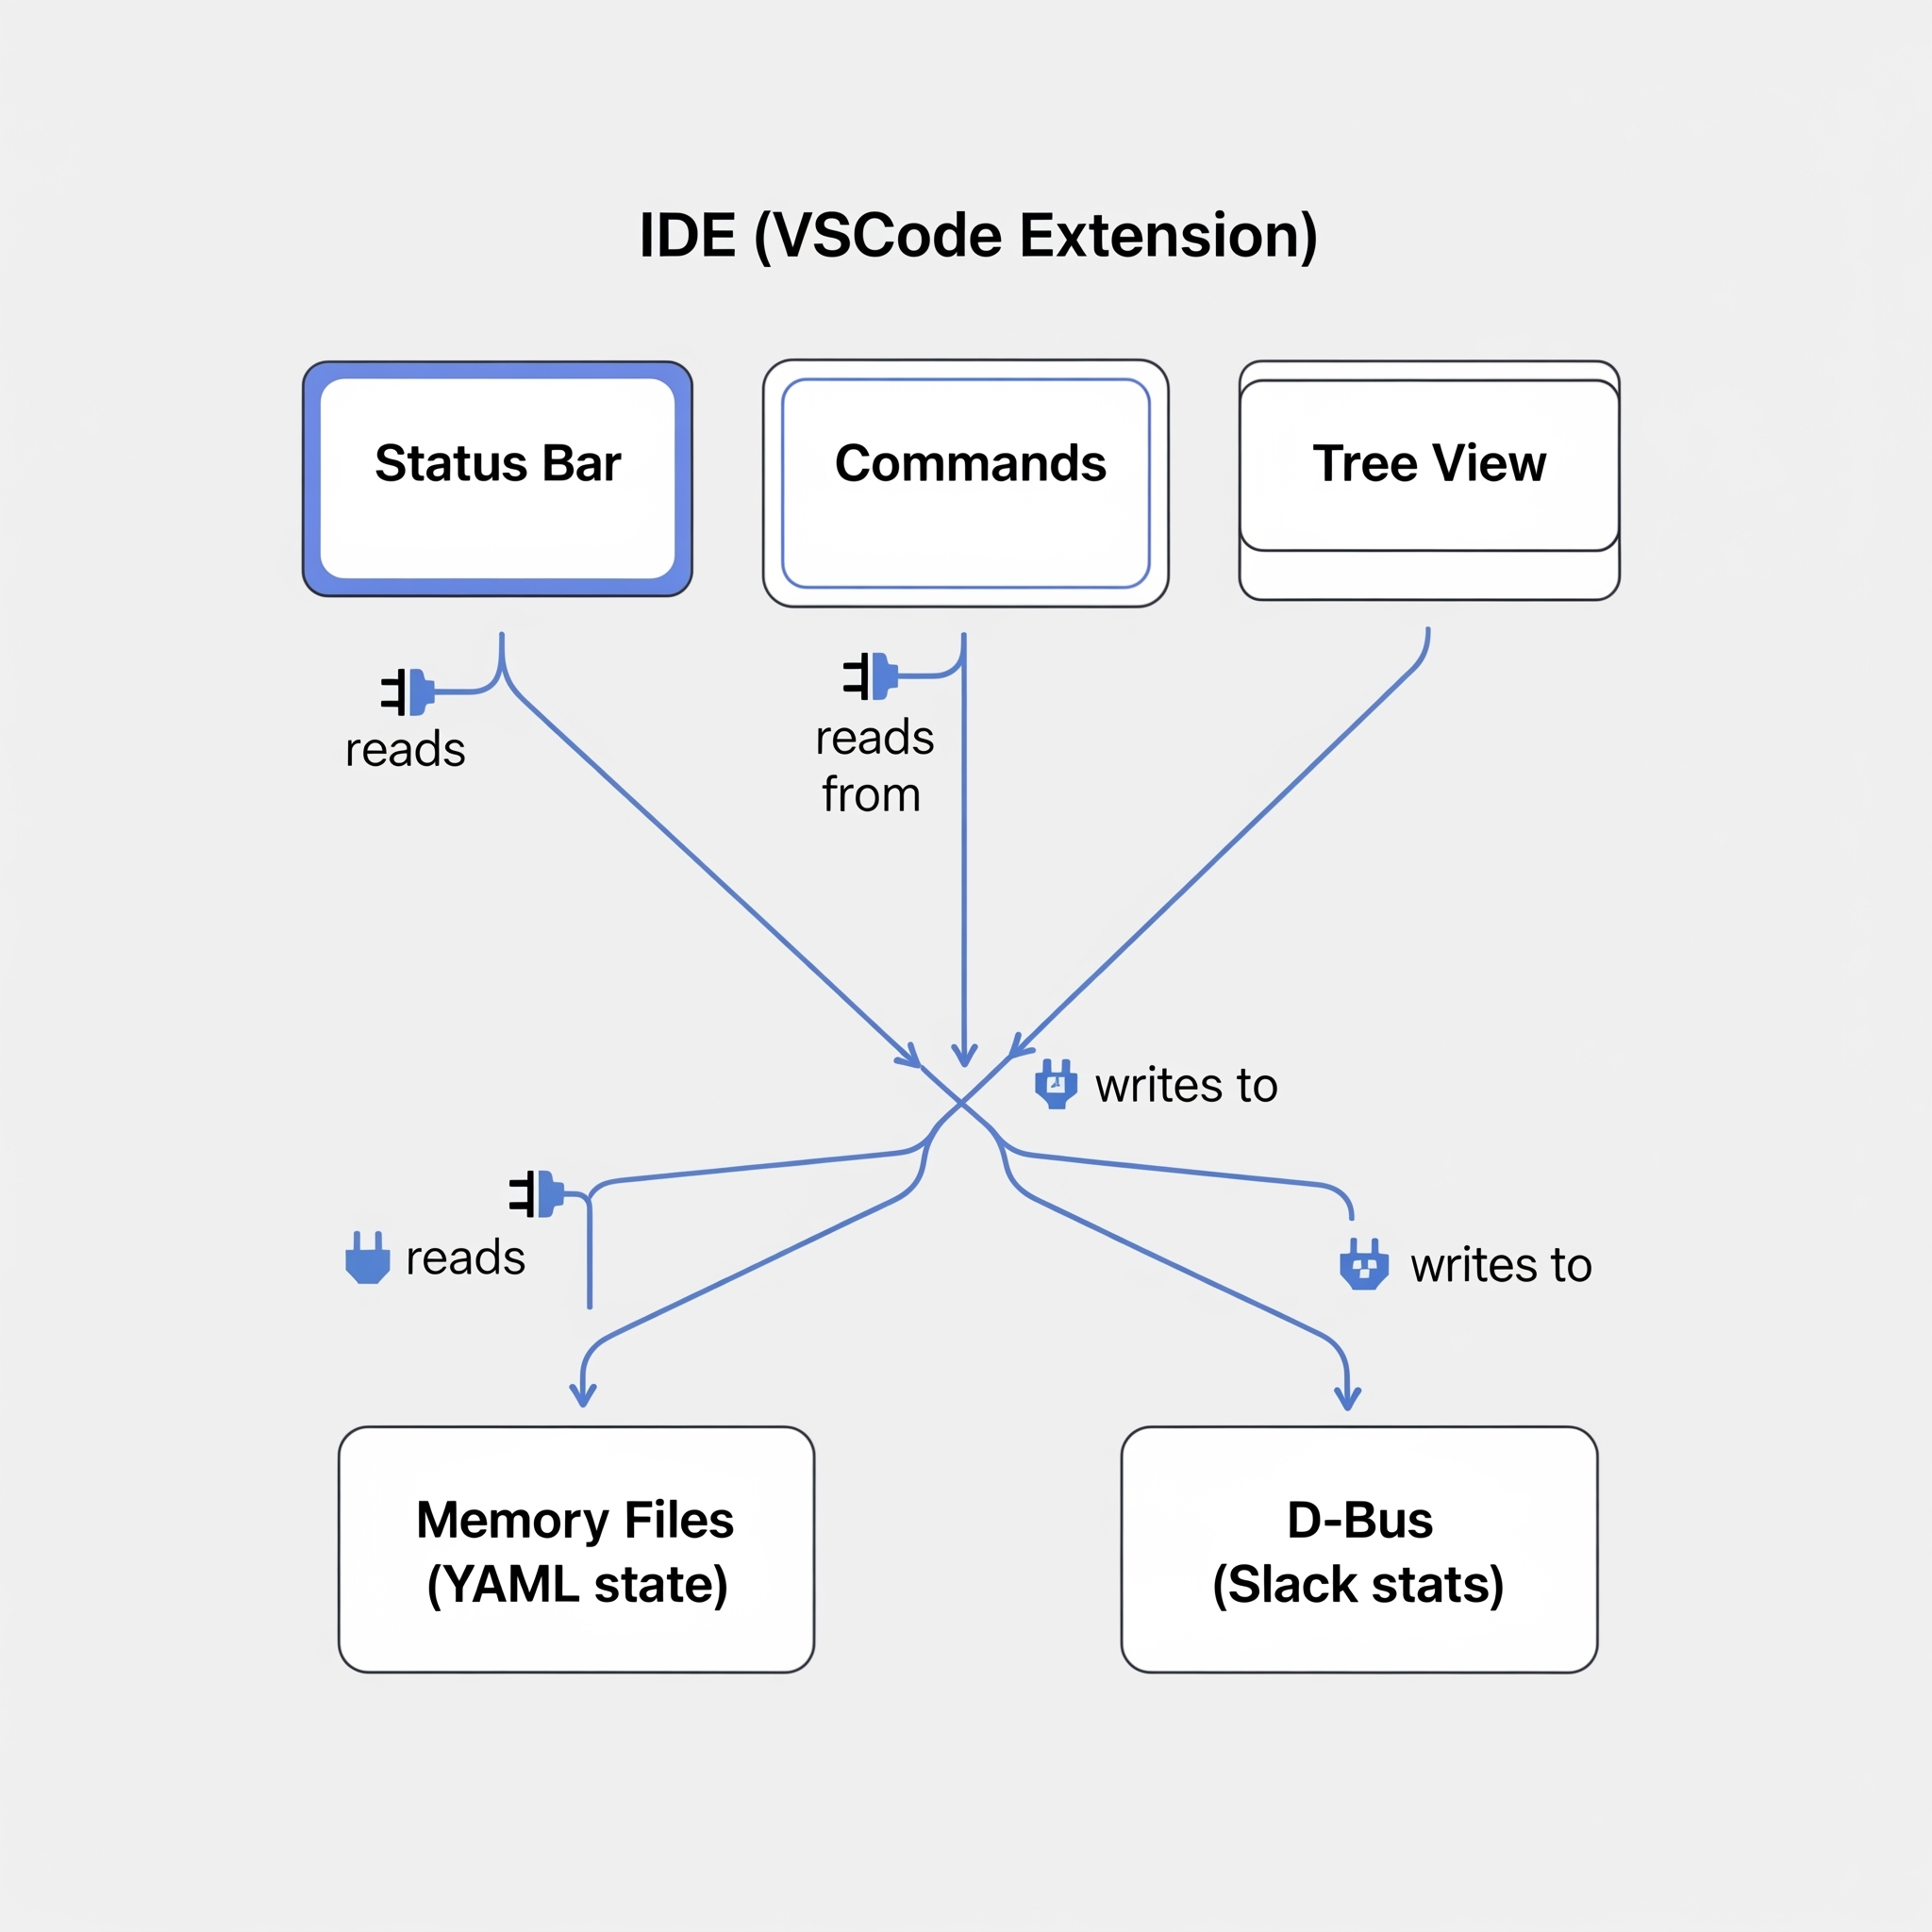 IDE (VSCode Extension)
Status Bar
Commands
Tree View
reads
reads
from
writes to
reads
writes to
Memory Files
(YAML state)
D-Bus
(Slack stats)